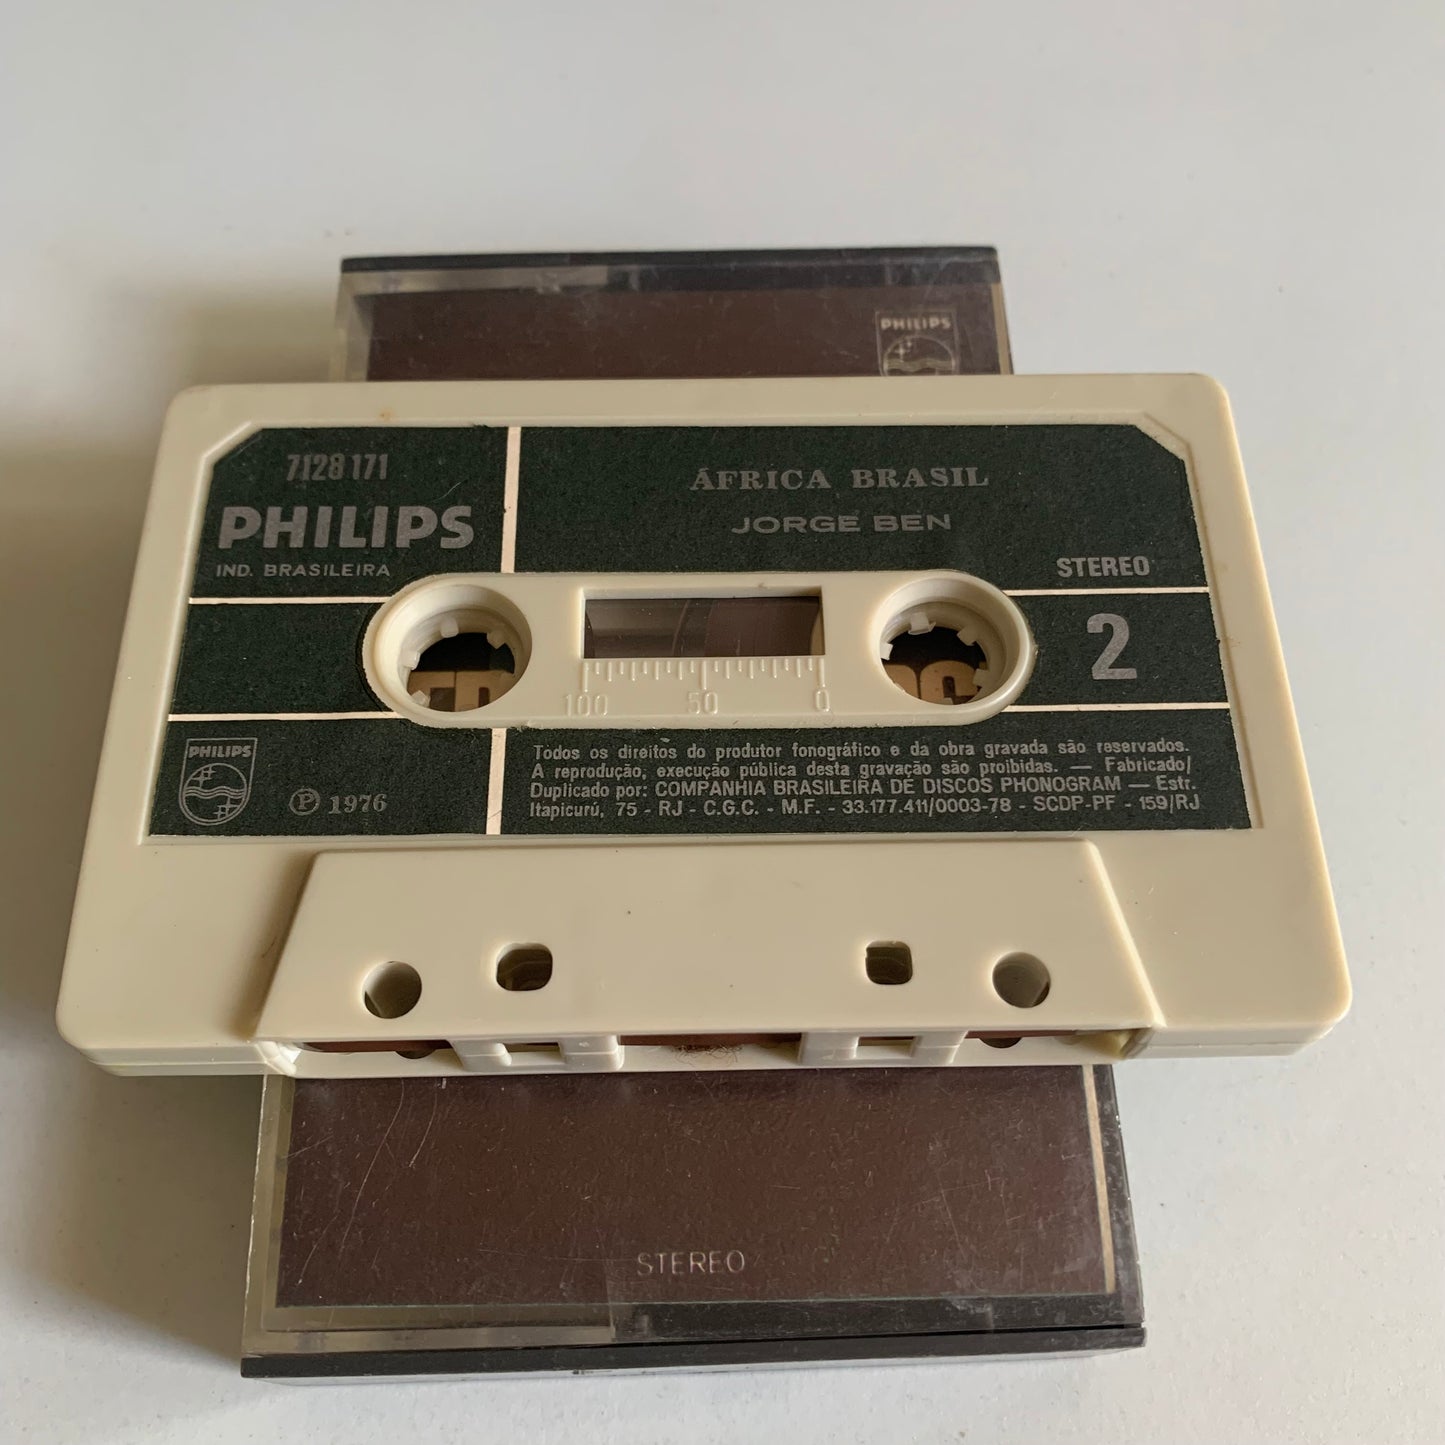 PHILIPS
7128 171
PHILIPS
IND. BRASILEIRA
ÁFRICA BRASIL
JORGE BEN
STEREO
2
100 50 0
PHILIPS
Ⓟ 1976
Todos os direitos do produtor fonográfico e da obra gravada são reservados.
A reprodução, execução pública desta gravação são proibidas. — Fabricado/
Duplicado por: COMPANHIA BRASILEIRA DE DISCOS PHONOGRAM — Estr.
Itapicurú, 75 - RJ - C.G.C. - M.F. - 33.177.411/0003-78 - SCDP-PF - 159/RJ
STEREO